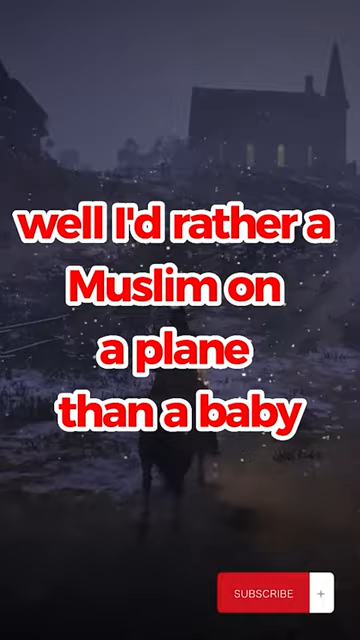 well I'd rather a
Muslim on
a plane
than a baby
SUBSCRIBE +